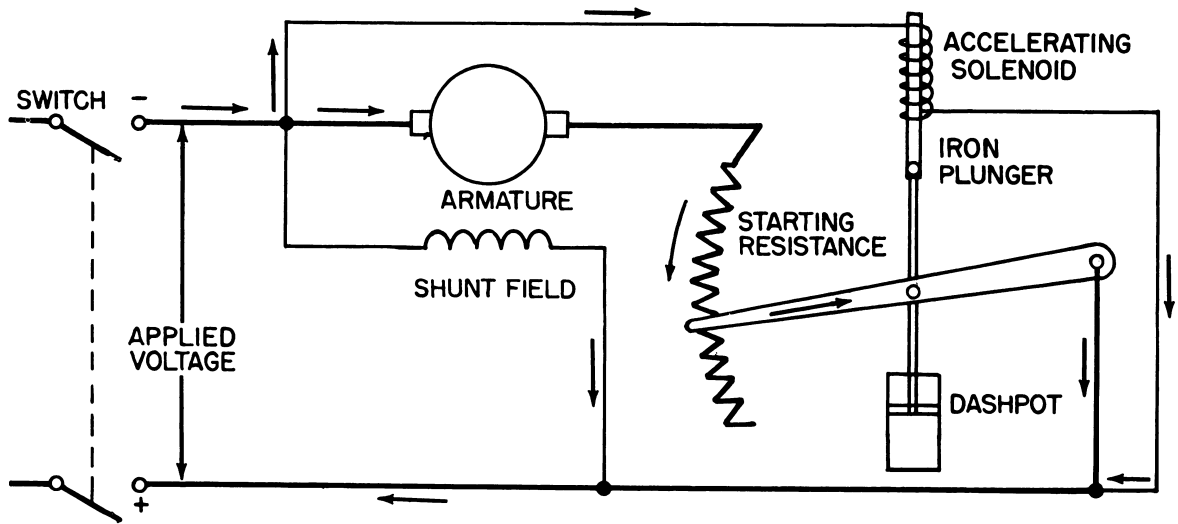 ACCELERATING
SOLENOID
SWITCH
-
IRON
PLUNGER
ARMATURE
STARTING
RESISTANCE
SHUNT FIELD
APPLIED
VOLTAGE
DASHPOT
+